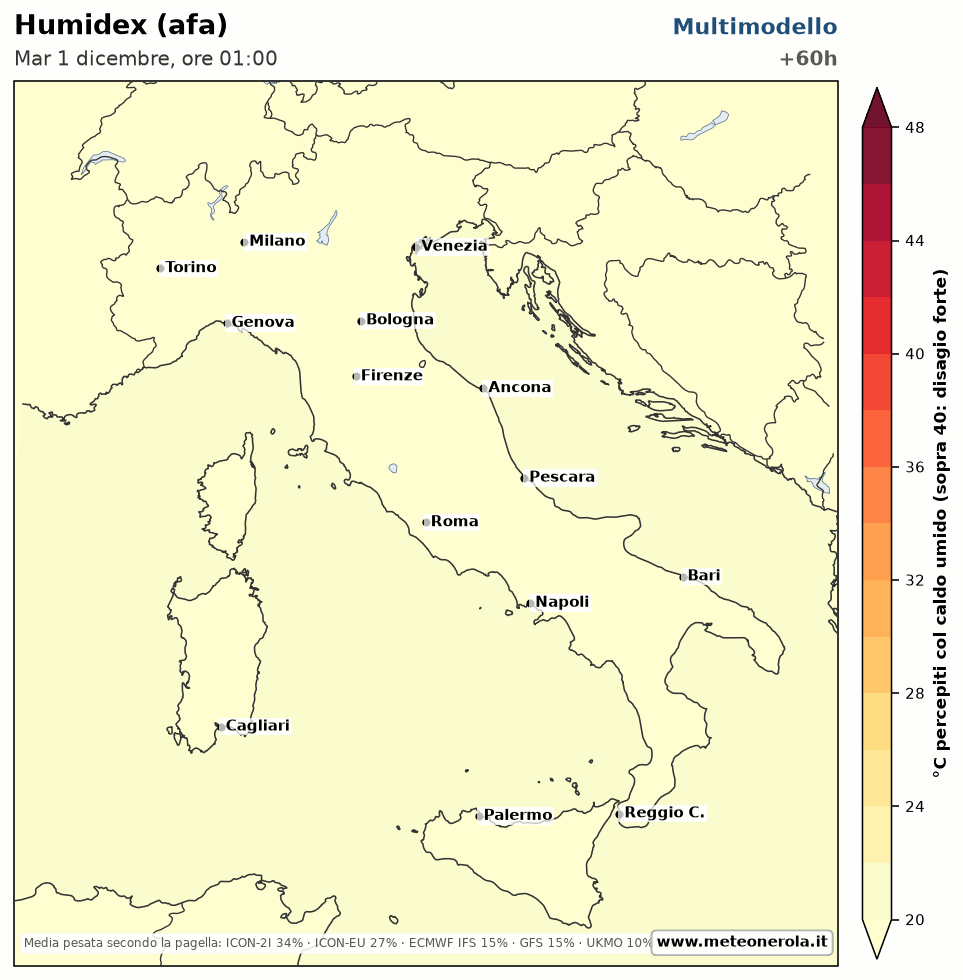 Humidex (afa)
Multimodello
Mar 1 dicembre, ore 01:00
+60h
48
44
40
36
32
28
24
20
°C percepiti col caldo umido (sopra 40: disagio forte)
Milano
Venezia
Torino
Genova
Bologna
Firenze
Ancona
Pescara
Roma
Bari
Napoli
Cagliari
Palermo
Reggio C.
Media pesata secondo la pagella: ICON-2I 34% · ICON-EU 27% · ECMWF IFS 15% · GFS 15% · UKMO 10%
www.meteonerola.it